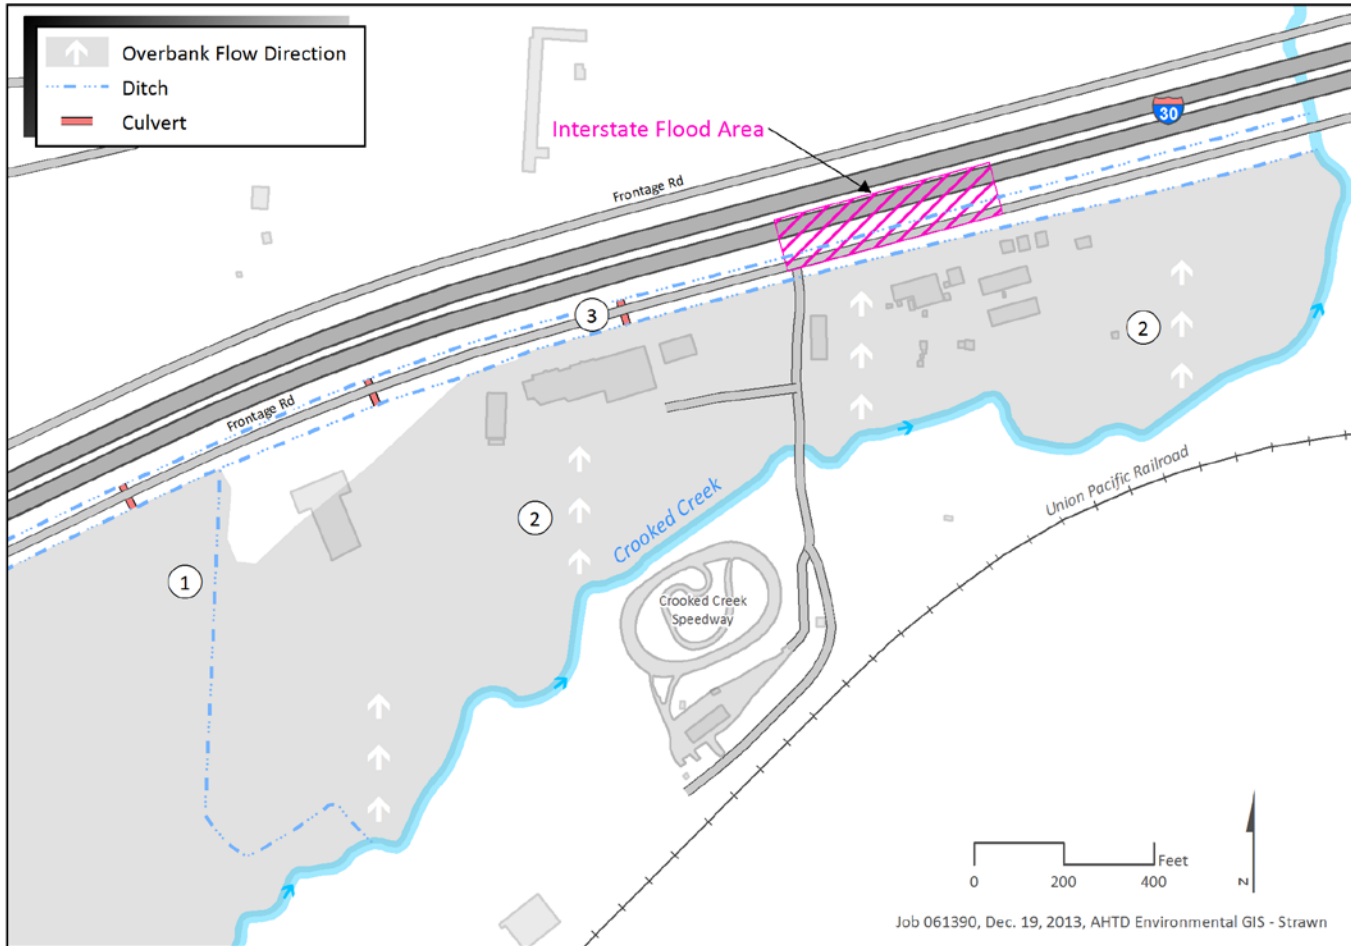 Overbank Flow Direction
Ditch
Culvert
30
Interstate Flood Area
Frontage Rd
3
2
Frontage Rd
2
Union Pacific Railroad
Crooked Creek
1
Crooked Creek
Speedway
Feet
0 200 400
N
Job 061390, Dec. 19, 2013, AHTD Environmental GIS - Strawn